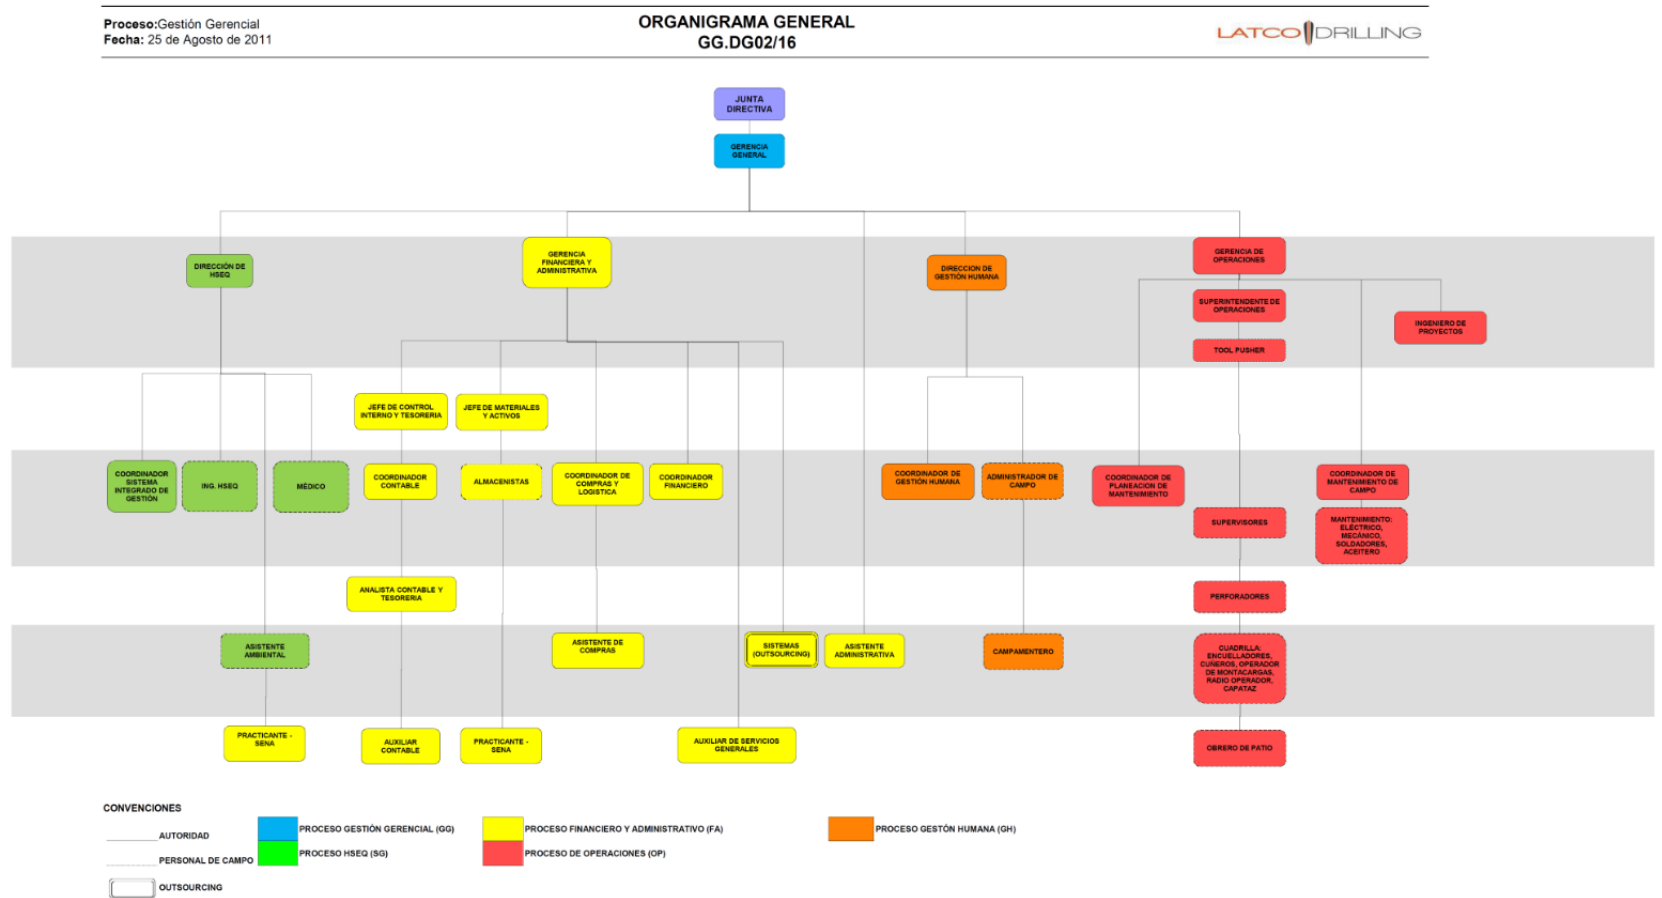 Proceso:Gestión Gerencial
Fecha: 25 de Agosto de 2011
ORGANIGRAMA GENERAL
GG.DG02/16
LATCO DRILLING
JUNTA
DIRECTIVA
GERENCIA
GENERAL
DIRECCIÓN DE
HSEQ
GERENCIA
FINANCIERA Y
ADMINISTRATIVA
DIRECCION DE
GESTIÓN HUMANA
GERENCIA DE
OPERACIONES
SUPERINTENDENTE DE
OPERACIONES
INGENIERO DE
PROYECTOS
TOOL PUSHER
JEFE DE CONTROL
INTERNO Y TESORERIA
JEFE DE MATERIALES
Y ACTIVOS
COORDINADOR
SISTEMA
INTEGRADO DE
GESTIÓN
ING. HSEQ
MÉDICO
COORDINADOR
CONTABLE
ALMACENISTAS
COORDINADOR DE
COMPRAS Y
LOGISTICA
COORDINADOR
FINANCIERO
COORDINADOR DE
GESTIÓN HUMANA
ADMINISTRADOR DE
CAMPO
COORDINADOR DE
PLANEACION DE
MANTENIMIENTO
COORDINADOR DE
MANTENIMIENTO DE
CAMPO
SUPERVISORES
MANTENIMIENTO:
ELÉCTRICO,
MECÁNICO,
SOLDADORES,
ACEITERO
ANALISTA CONTABLE Y
TESORERIA
PERFORADORES
ASISTENTE
AMBIENTAL
ASISTENTE DE
COMPRAS
SISTEMAS
(OUTSOURCING)
ASISTENTE
ADMINISTRATIVA
CAMPAMENTERO
CUADRILLA:
ENCUELLADORES,
CUÑEROS, OPERADOR
DE MONTACARGAS,
RADIO OPERADOR,
CAPATAZ
PRACTICANTE -
SENA
AUXILIAR
CONTABLE
PRACTICANTE -
SENA
AUXILIAR DE SERVICIOS
GENERALES
OBRERO DE PATIO
CONVENCIONES
AUTORIDAD
PERSONAL DE CAMPO
OUTSOURCING
PROCESO GESTIÓN GERENCIAL (GG)
PROCESO HSEQ (SG)
PROCESO FINANCIERO Y ADMINISTRATIVO (FA)
PROCESO DE OPERACIONES (OP)
PROCESO GESTÓN HUMANA (GH)